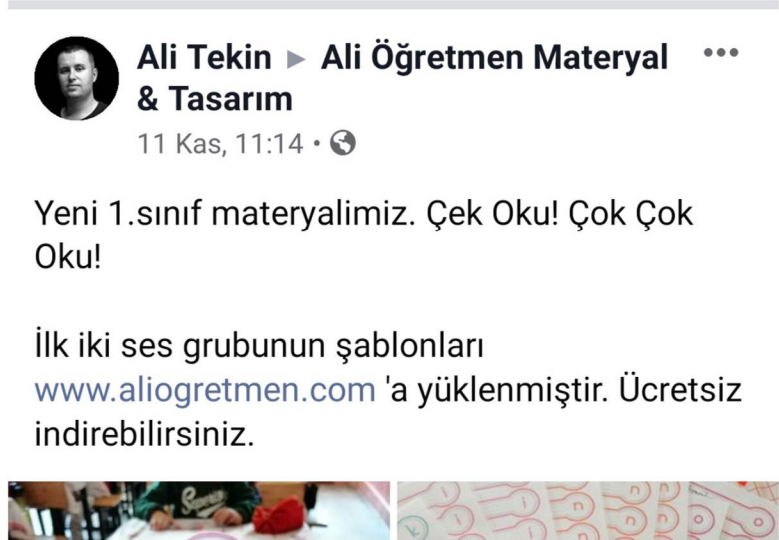 Ali Tekin ▸ Ali Öğretmen Materyal
& Tasarım
11 Kas, 11:14 •
Yeni 1.sınıf materyalimiz. Çek Oku! Çok Çok
Oku!
İlk iki ses grubunun şablonları
www.aliogretmen.com 'a yüklenmiştir. Ücretsiz
indirebilirsiniz.